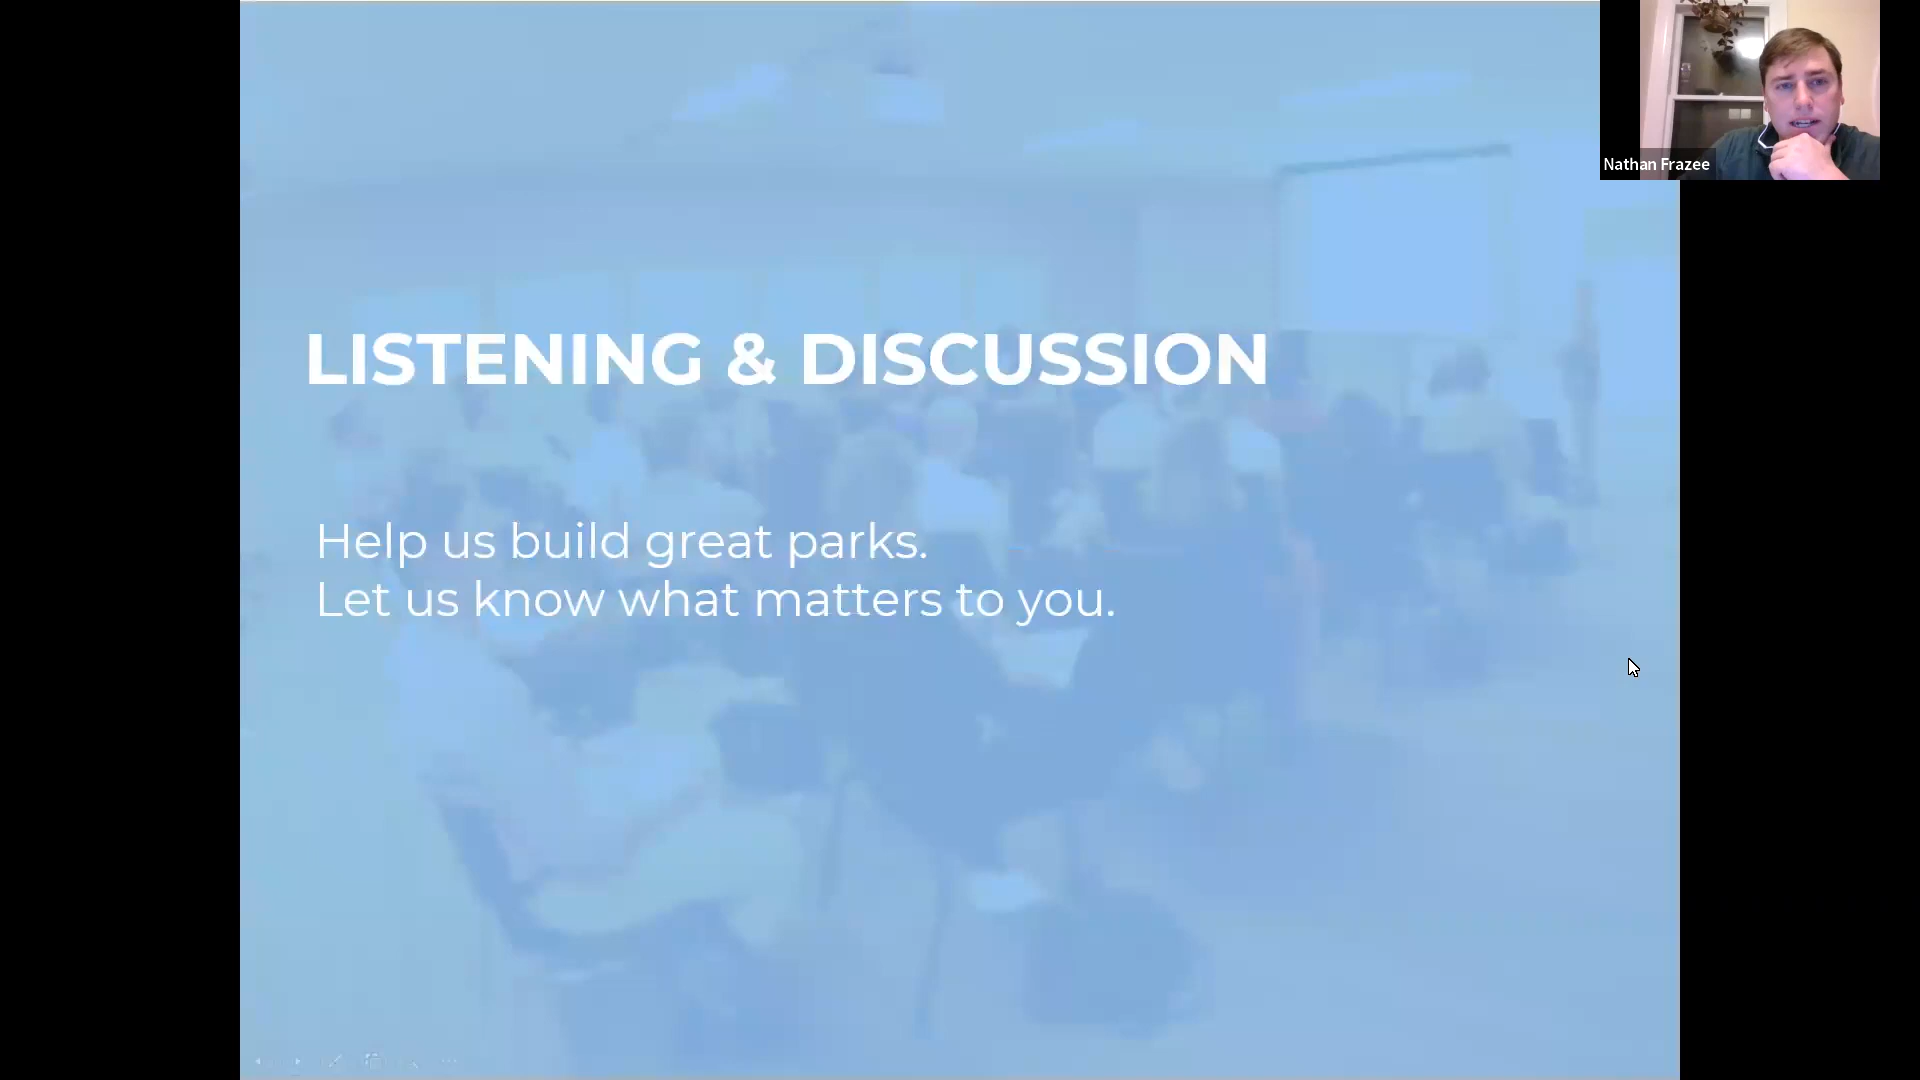 LISTENING & DISCUSSION
Help us build great parks.
Let us know what matters to you.
Nathan Frazee